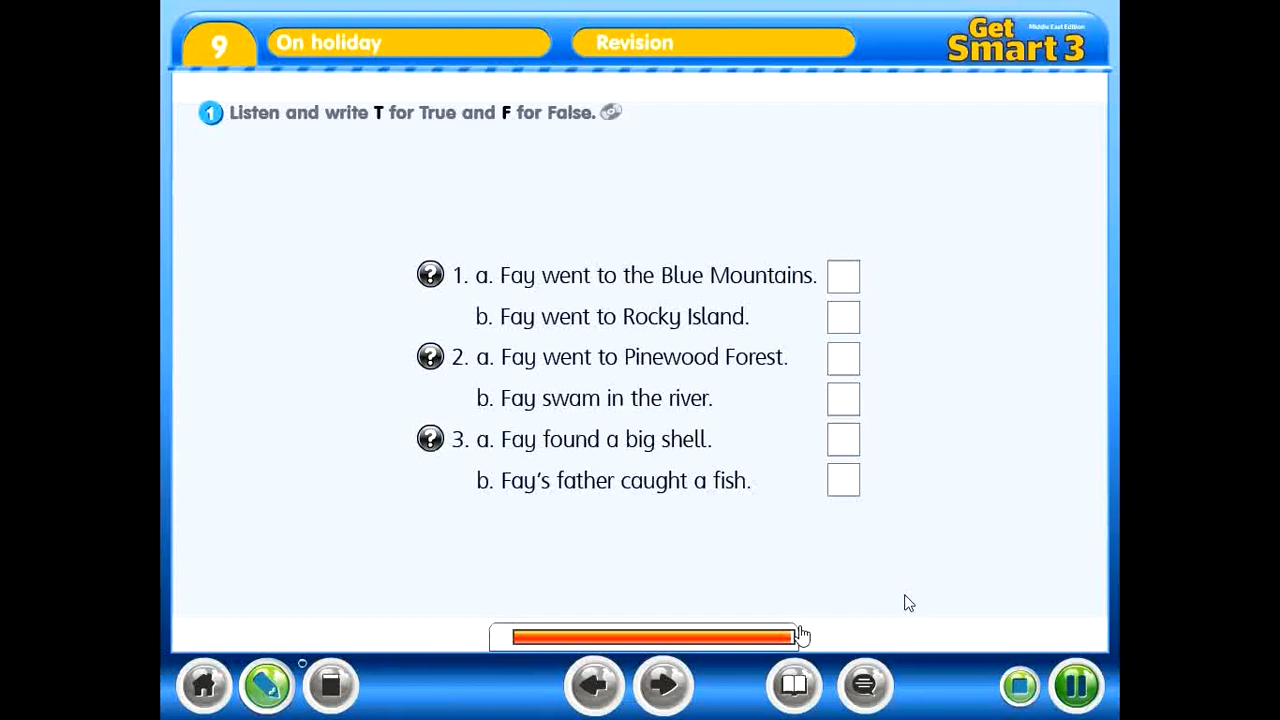 9
On holiday
Revision
Get Smart 3
Middle East Edition
1 Listen and write T for True and F for False.
? 1. a. Fay went to the Blue Mountains.
b. Fay went to Rocky Island.
? 2. a. Fay went to Pinewood Forest.
b. Fay swam in the river.
? 3. a. Fay found a big shell.
b. Fay’s father caught a fish.